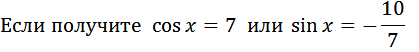 Если получите cos x = 7 или sin x = −10/7